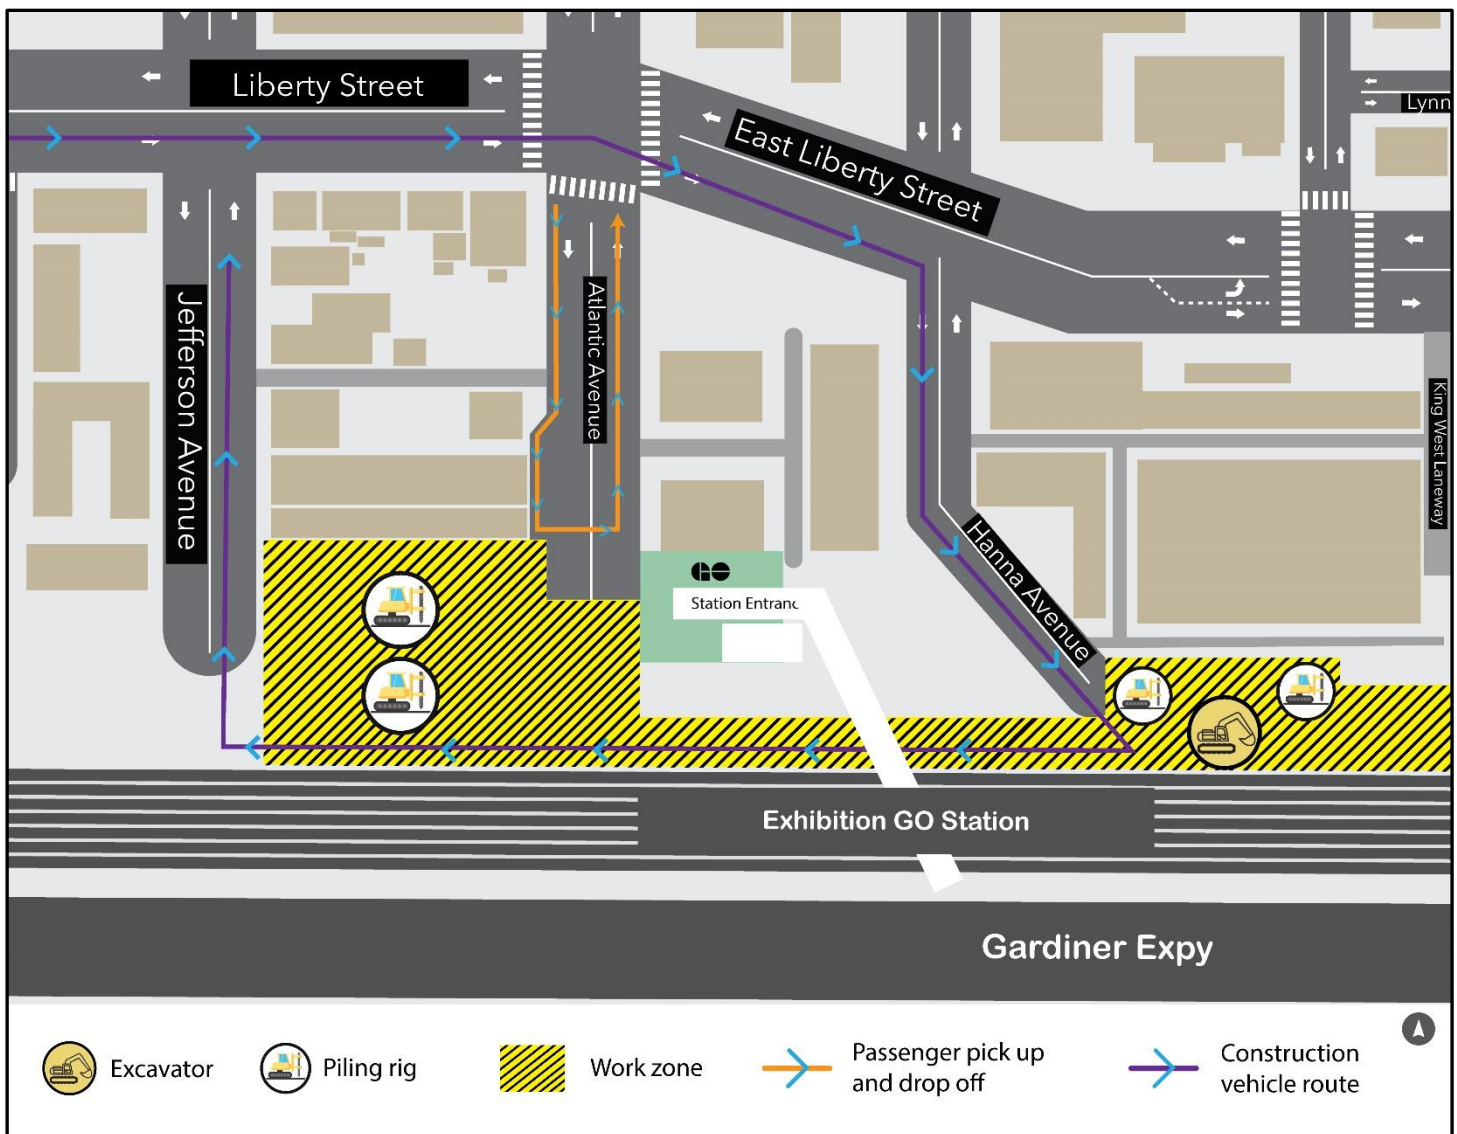 Liberty Street
East Liberty Street
Lynn
Jefferson Avenue
Atlantic Avenue
King West Laneway
Hanna Avenue
GO
Station Entranc
Exhibition GO Station
Gardiner Expy
Excavator
Piling rig
Work zone
Passenger pick up
and drop off
Construction
vehicle route